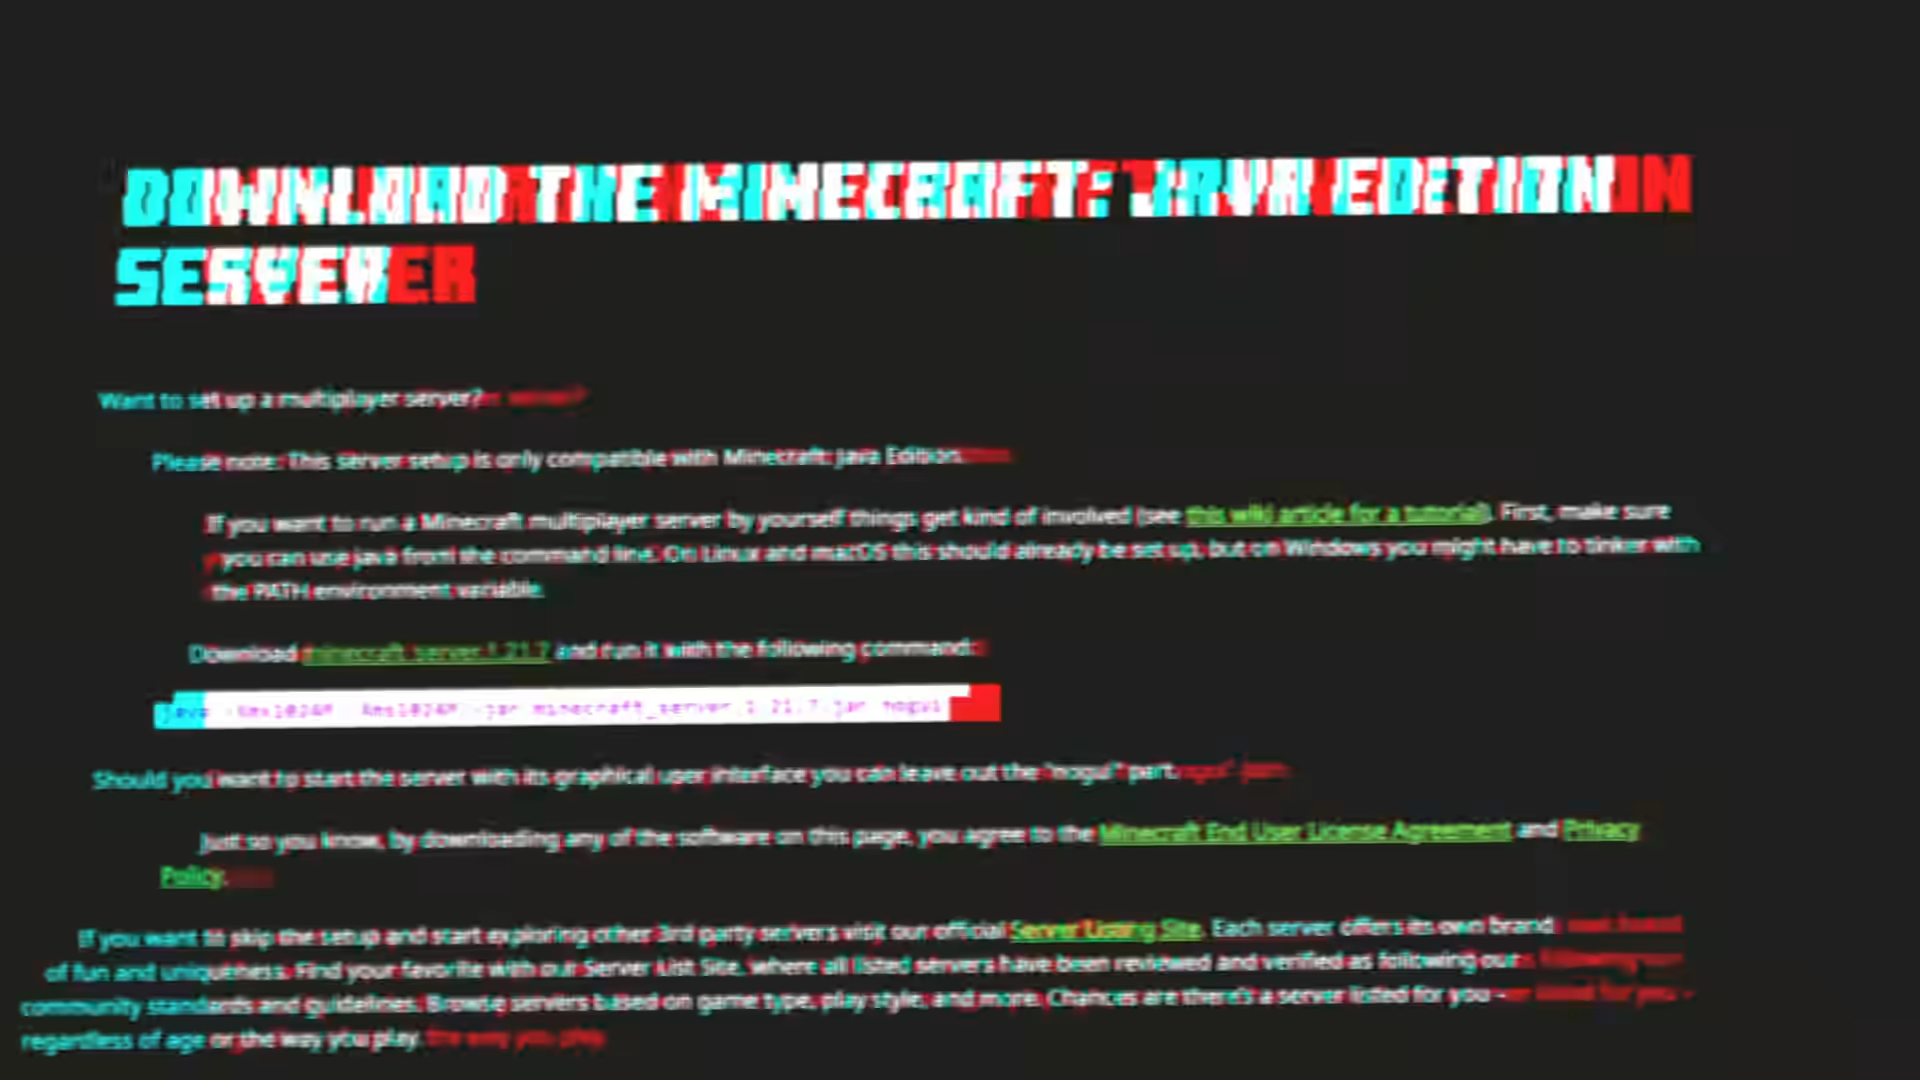 DOWNLOAD THE MINECRAFT: JAVA EDITION
SERVER
Want to set up a multiplayer server?
Please note: This server setup is only compatible with Minecraft: Java Edition.
If you want to run a Minecraft multiplayer server by yourself things get kind of involved (see this wiki article for a tutorial). First, make sure
you can use java from the command line. On Linux and macOS this should already be set up, but on Windows you might have to tinker with
the PATH environment variable.
Download minecraft_server.1.21.7 and run it with the following command:
java -Xmx1024M -Xms1024M -jar minecraft_server.1.21.7.jar nogui
Should you want to start the server with its graphical user interface you can leave out the "nogui" part.
Just so you know, by downloading any of the software on this page, you agree to the Minecraft End User License Agreement and Privacy
Policy.
If you want to skip the setup and start exploring other 3rd party servers visit our official Server Listing Site. Each server offers its own brand
of fun and uniqueness. Find your favorite with our Server List Site. Where all listed servers have been reviewed and verified as following our
community standards and guidelines. Browse servers based on game type, play style, and more. Chances are there's a server listed for you -
regardless of age or the way you play.